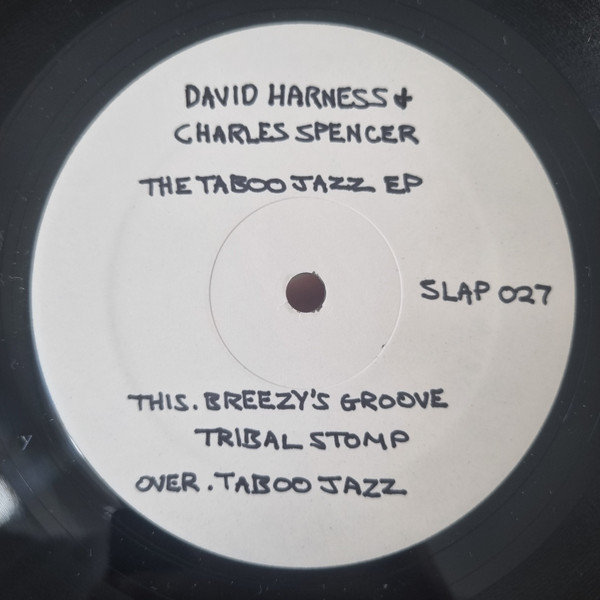 DAVID HARNESS &
CHARLES SPENCER
THE TABOO JAZZ EP
SLAP 027
THIS. BREEZY'S GROOVE
TRIBAL STOMP
OVER. TABOO JAZZ